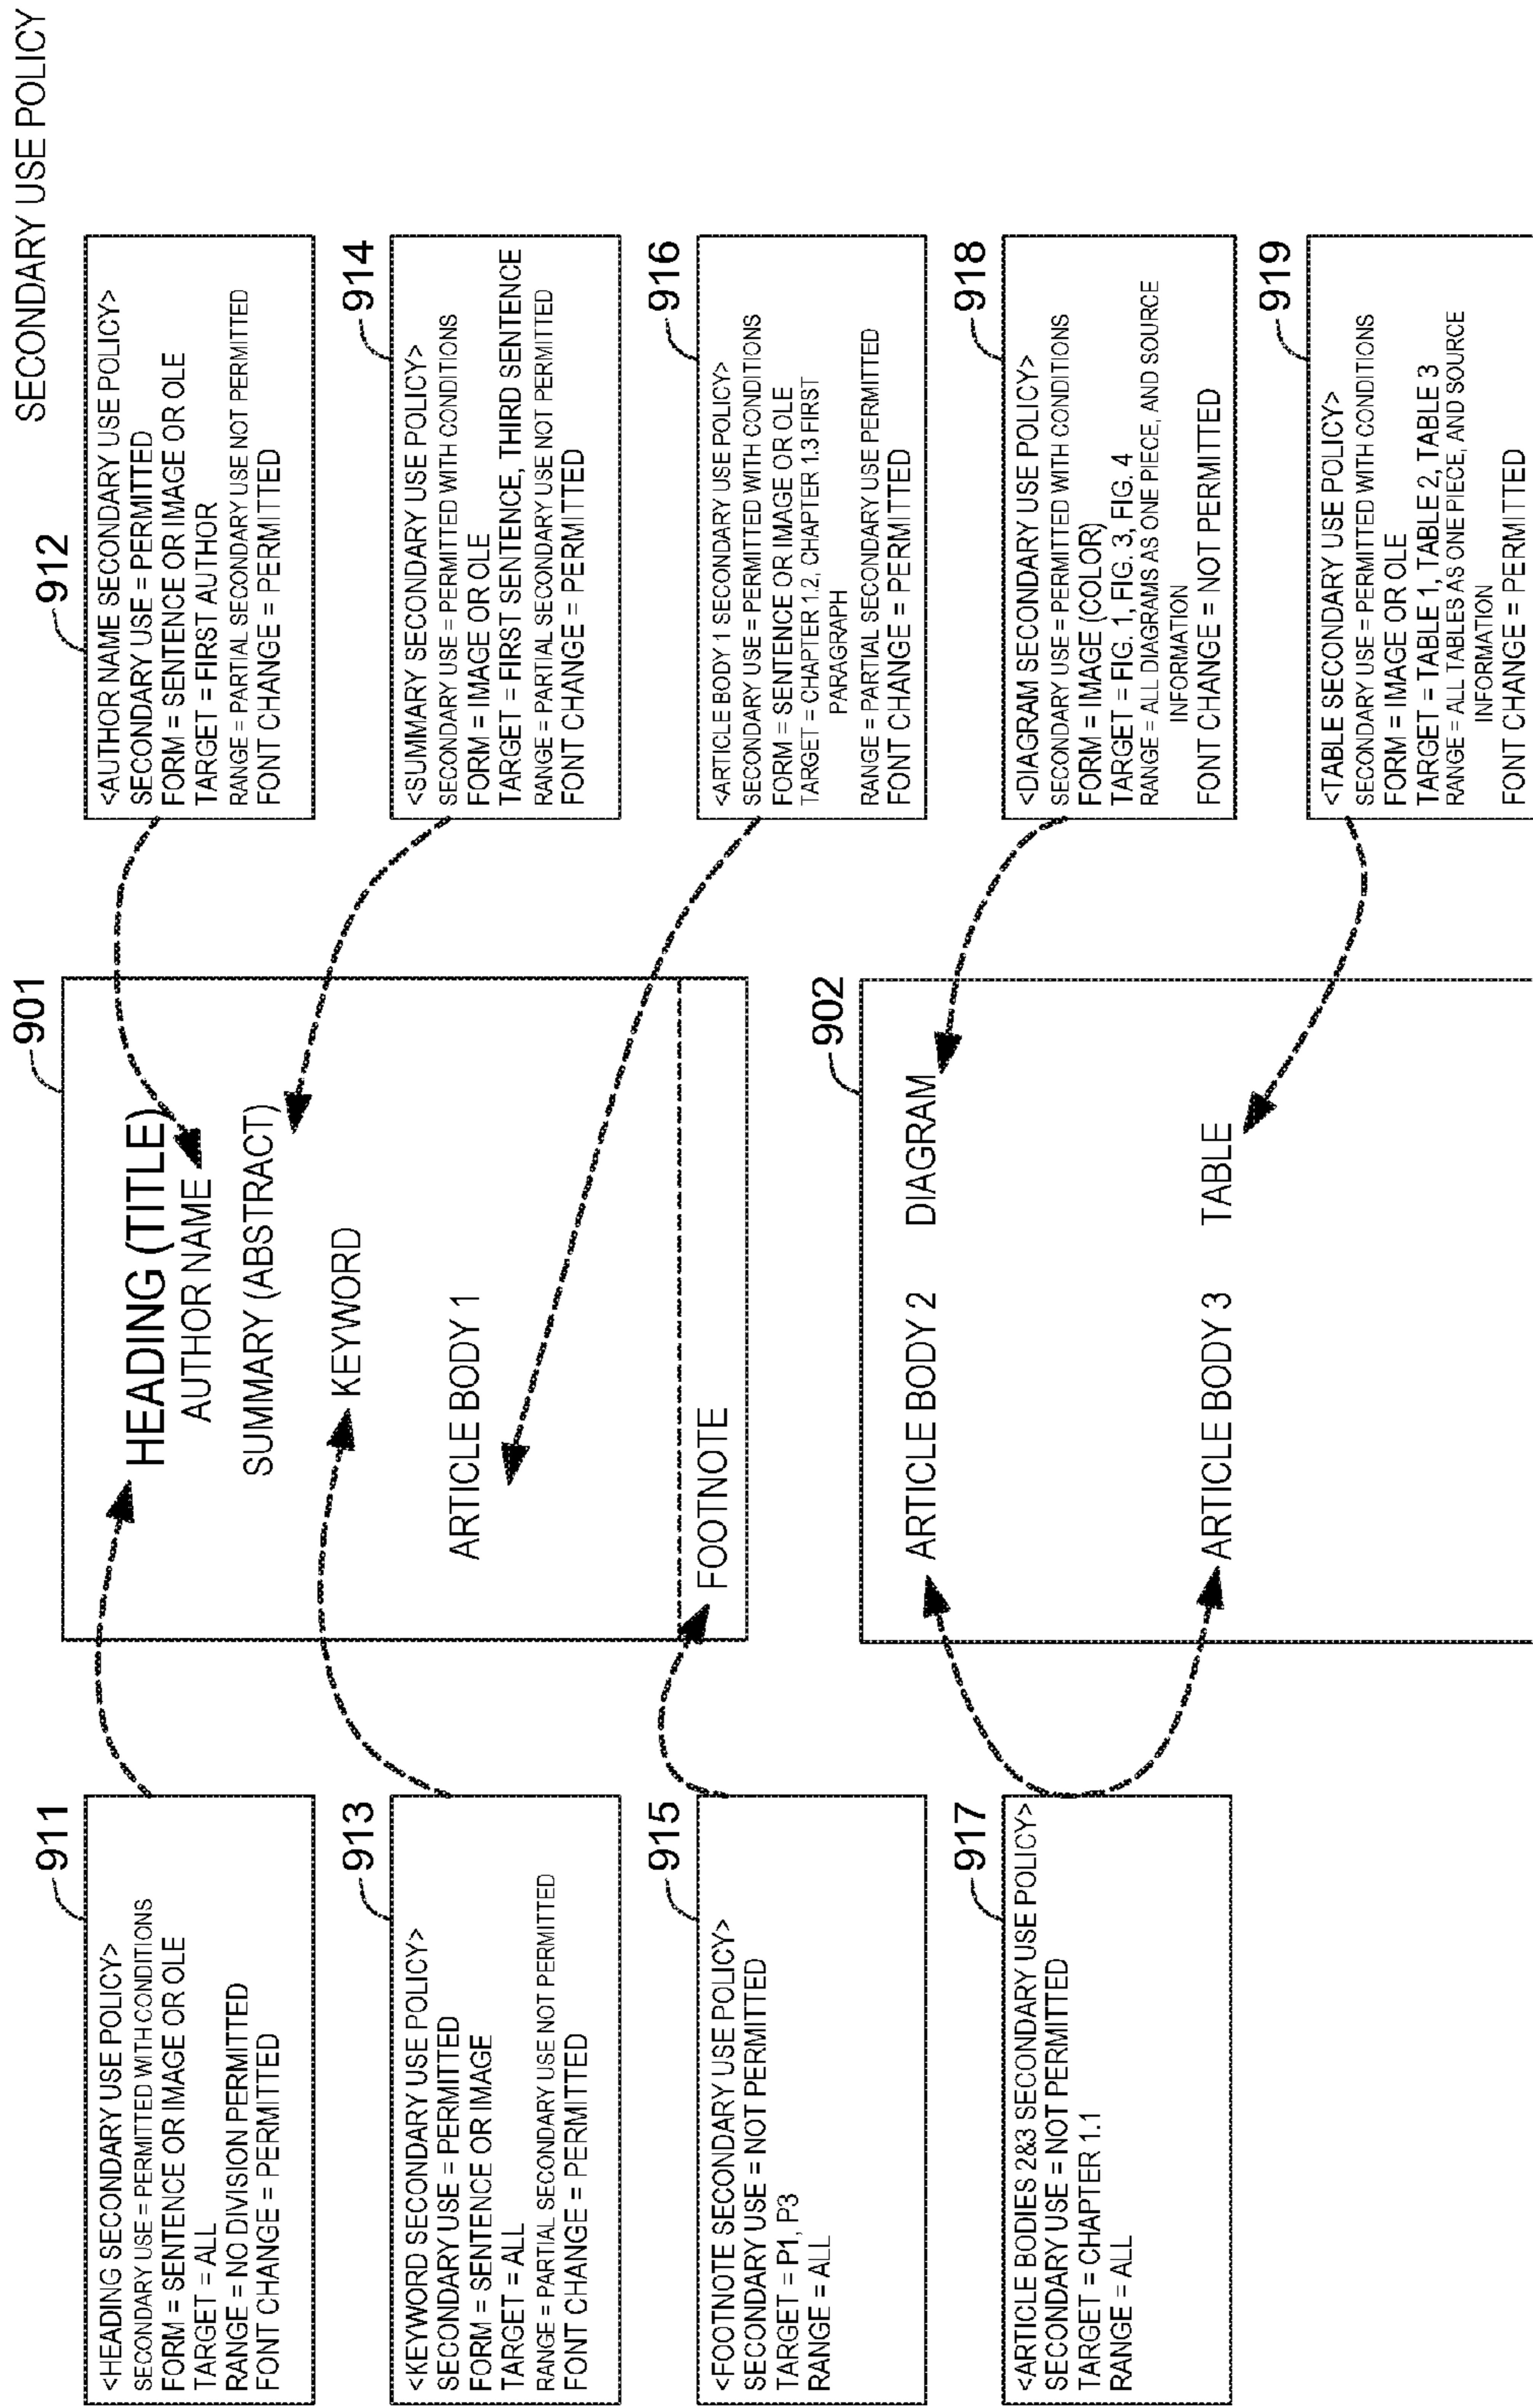 SECONDARY USE POLICY
911
<HEADING SECONDARY USE POLICY>
SECONDARY USE = PERMITTED WITH CONDITIONS
FORM = SENTENCE OR IMAGE OR OLE
TARGET = ALL
RANGE = NO DIVISION PERMITTED
FONT CHANGE = PERMITTED
913
<KEYWORD SECONDARY USE POLICY>
SECONDARY USE = PERMITTED
FORM = SENTENCE OR IMAGE
TARGET = ALL
RANGE = PARTIAL SECONDARY USE NOT PERMITTED
FONT CHANGE = PERMITTED
915
<FOOTNOTE SECONDARY USE POLICY>
SECONDARY USE = NOT PERMITTED
TARGET = P1, P3
RANGE = ALL
917
<ARTICLE BODIES 2&3 SECONDARY USE POLICY>
SECONDARY USE = NOT PERMITTED
TARGET = CHAPTER 1.1
RANGE = ALL
901
HEADING (TITLE)
AUTHOR NAME
SUMMARY (ABSTRACT)
KEYWORD
ARTICLE BODY 1
FOOTNOTE
902
ARTICLE BODY 2 DIAGRAM
ARTICLE BODY 3 TABLE
912
<AUTHOR NAME SECONDARY USE POLICY>
SECONDARY USE = PERMITTED
FORM = SENTENCE OR IMAGE OR OLE
TARGET = FIRST AUTHOR
RANGE = PARTIAL SECONDARY USE NOT PERMITTED
FONT CHANGE = PERMITTED
914
<SUMMARY SECONDARY USE POLICY>
SECONDARY USE = PERMITTED WITH CONDITIONS
FORM = IMAGE OR OLE
TARGET = FIRST SENTENCE, THIRD SENTENCE
RANGE = PARTIAL SECONDARY USE NOT PERMITTED
FONT CHANGE = PERMITTED
916
<ARTICLE BODY 1 SECONDARY USE POLICY>
SECONDARY USE = PERMITTED WITH CONDITIONS
FORM = SENTENCE OR IMAGE OR OLE
TARGET = CHAPTER 1.2, CHAPTER 1.3 FIRST
PARAGRAPH
RANGE = PARTIAL SECONDARY USE PERMITTED
FONT CHANGE = PERMITTED
918
<DIAGRAM SECONDARY USE POLICY>
SECONDARY USE = PERMITTED WITH CONDITIONS
FORM = IMAGE (COLOR)
TARGET = FIG. 1, FIG. 3, FIG. 4
RANGE = ALL DIAGRAMS AS ONE PIECE, AND SOURCE
INFORMATION
FONT CHANGE = NOT PERMITTED
919
<TABLE SECONDARY USE POLICY>
SECONDARY USE = PERMITTED WITH CONDITIONS
FORM = IMAGE OR OLE
TARGET = TABLE 1, TABLE 2, TABLE 3
RANGE = ALL TABLES AS ONE PIECE, AND SOURCE
INFORMATION
FONT CHANGE = PERMITTED